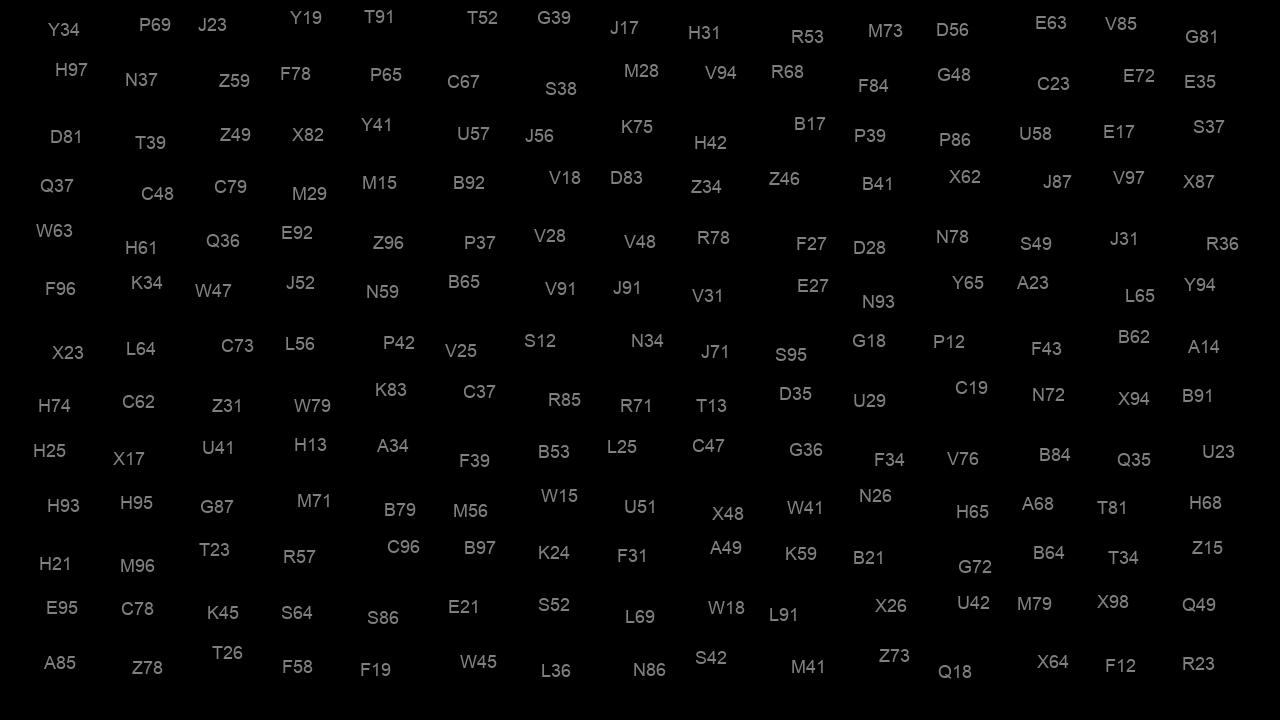 Y34 P69 J23 Y19 T91 T52 G39 J17 H31 R53 M73 D56 E63 V85 G81
H97 N37 Z59 F78 P65 C67 S38 M28 V94 R68 F84 G48 C23 E72 E35
D81 T39 Z49 X82 Y41 U57 J56 K75 H42 B17 P39 P86 U58 E17 S37
Q37 C48 C79 M29 M15 B92 V18 D83 Z34 Z46 B41 X62 J87 V97 X87
W63 H61 Q36 E92 Z96 P37 V28 V48 R78 F27 D28 N78 S49 J31 R36
F96 K34 W47 J52 N59 B65 V91 J91 V31 E27 N93 Y65 A23 L65 Y94
X23 L64 C73 L56 P42 V25 S12 N34 J71 S95 G18 P12 F43 B62 A14
H74 C62 Z31 W79 K83 C37 R85 R71 T13 D35 U29 C19 N72 X94 B91
H25 X17 U41 H13 A34 F39 B53 L25 C47 G36 F34 V76 B84 Q35 U23
H93 H95 G87 M71 B79 M56 W15 U51 X48 W41 N26 H65 A68 T81 H68
H21 M96 T23 R57 C96 B97 K24 F31 A49 K59 B21 G72 B64 T34 Z15
E95 C78 K45 S64 S86 E21 S52 L69 W18 L91 X26 U42 M79 X98 Q49
A85 Z78 T26 F58 F19 W45 L36 N86 S42 M41 Z73 Q18 X64 F12 R23